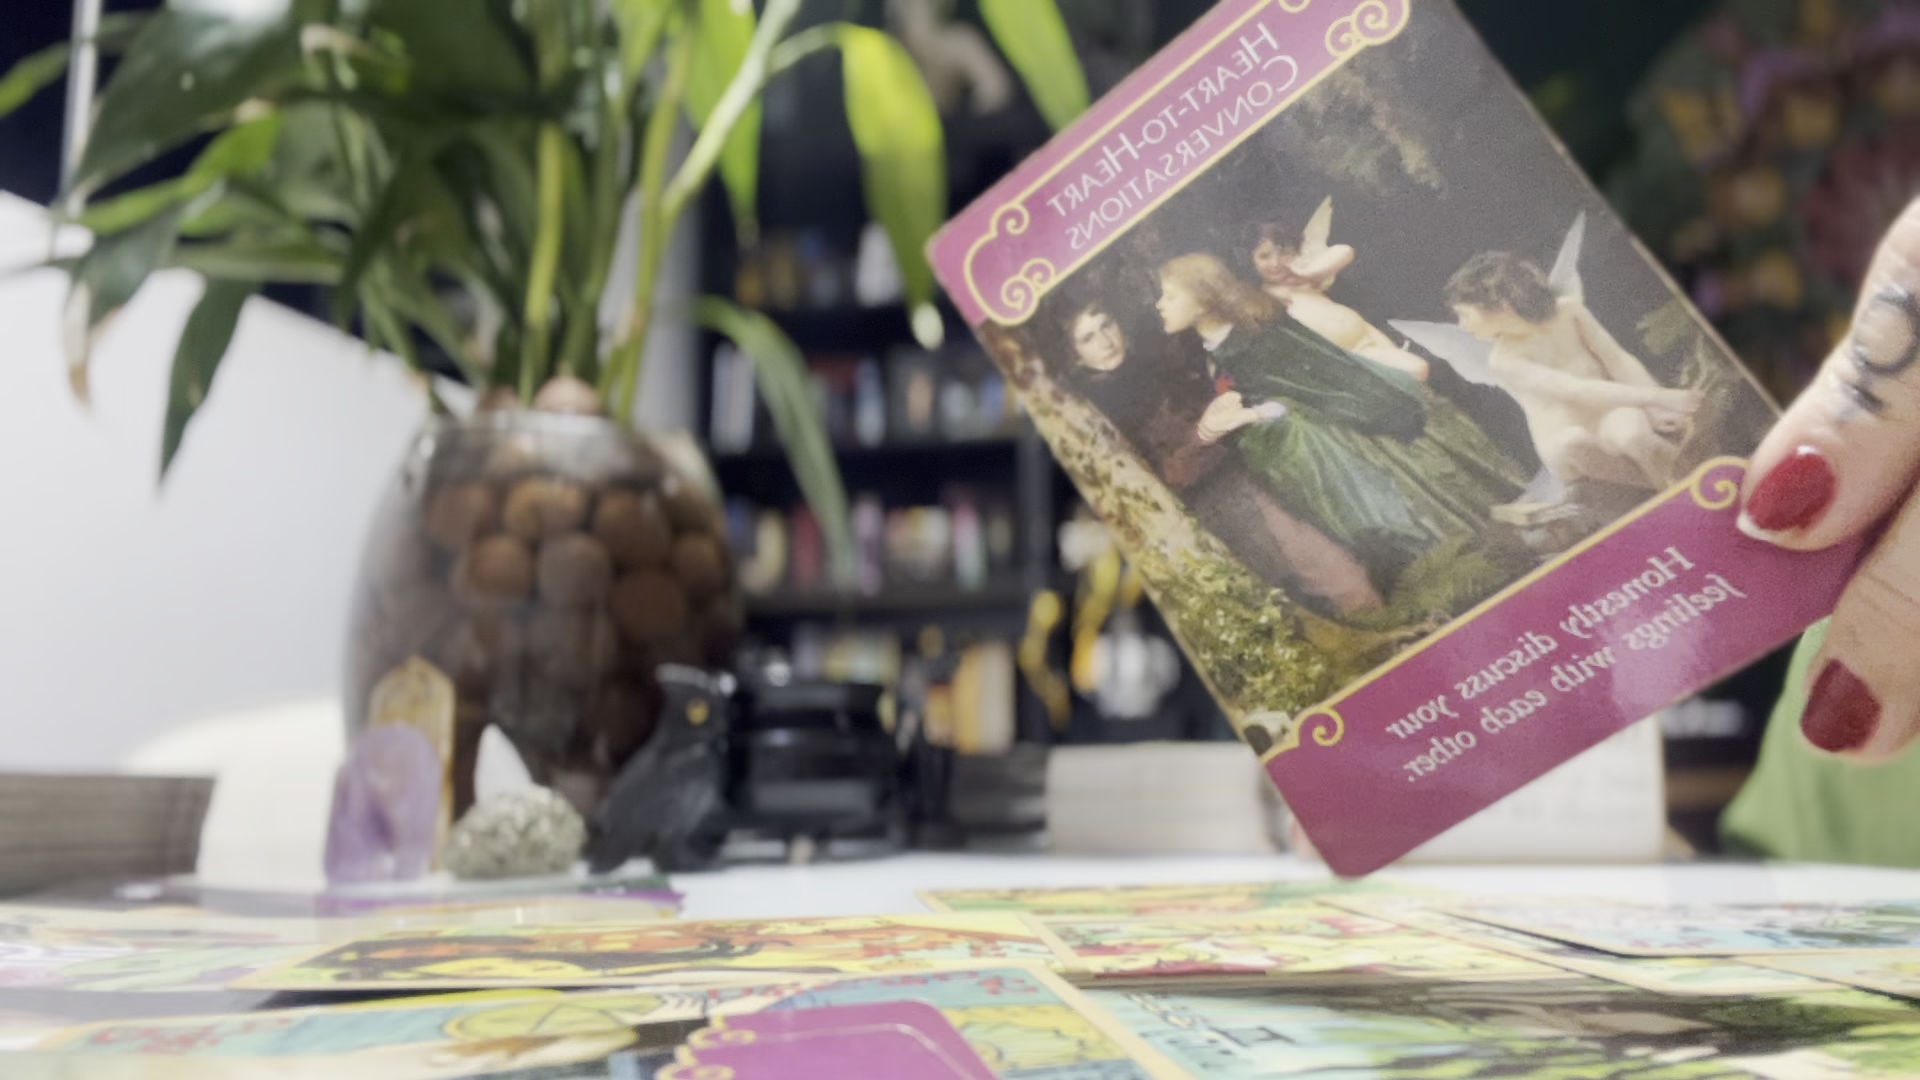 HEART-TO-HEART
CONVERSATIONS
Honestly discuss your
feelings with each other.